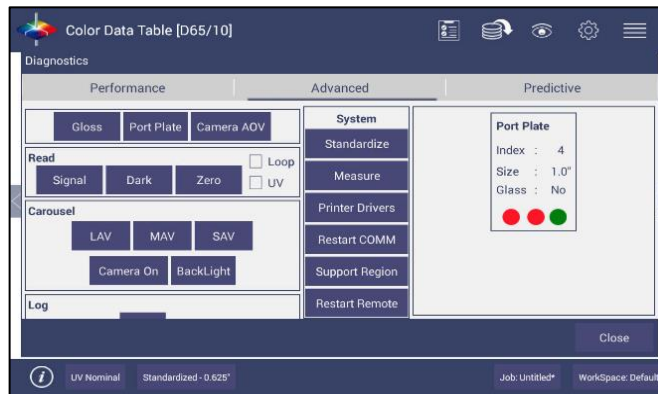 Color Data Table [D65/10]
Diagnostics
Performance
Advanced
Predictive
Gloss
Port Plate
Camera AOV
Read
Signal
Dark
Zero
Loop
UV
Carousel
LAV
MAV
SAV
Camera On
BackLight
Log
System
Standardize
Measure
Printer Drivers
Restart COMM
Support Region
Restart Remote
Port Plate
Index : 4
Size : 1.0"
Glass : No
Close
i
UV Nominal
Standardized - 0.625"
Job: Untitled*
WorkSpace: Default